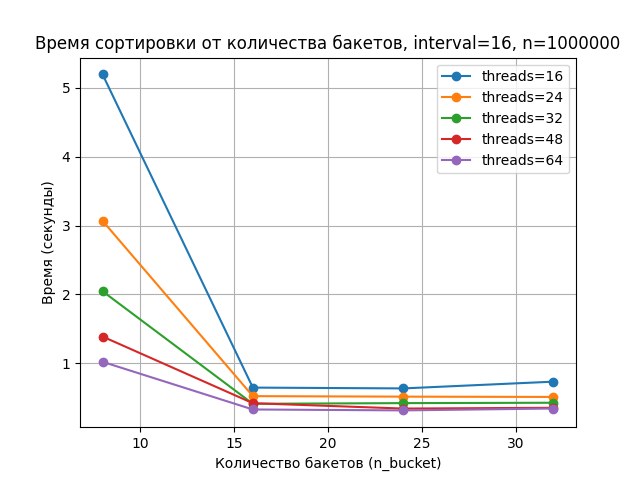 Время сортировки от количества бакетов, interval=16, n=1000000
threads=16
threads=24
threads=32
threads=48
threads=64
Время (секунды)
5
4
3
2
1
10 15 20 25 30
Количество бакетов (n_bucket)